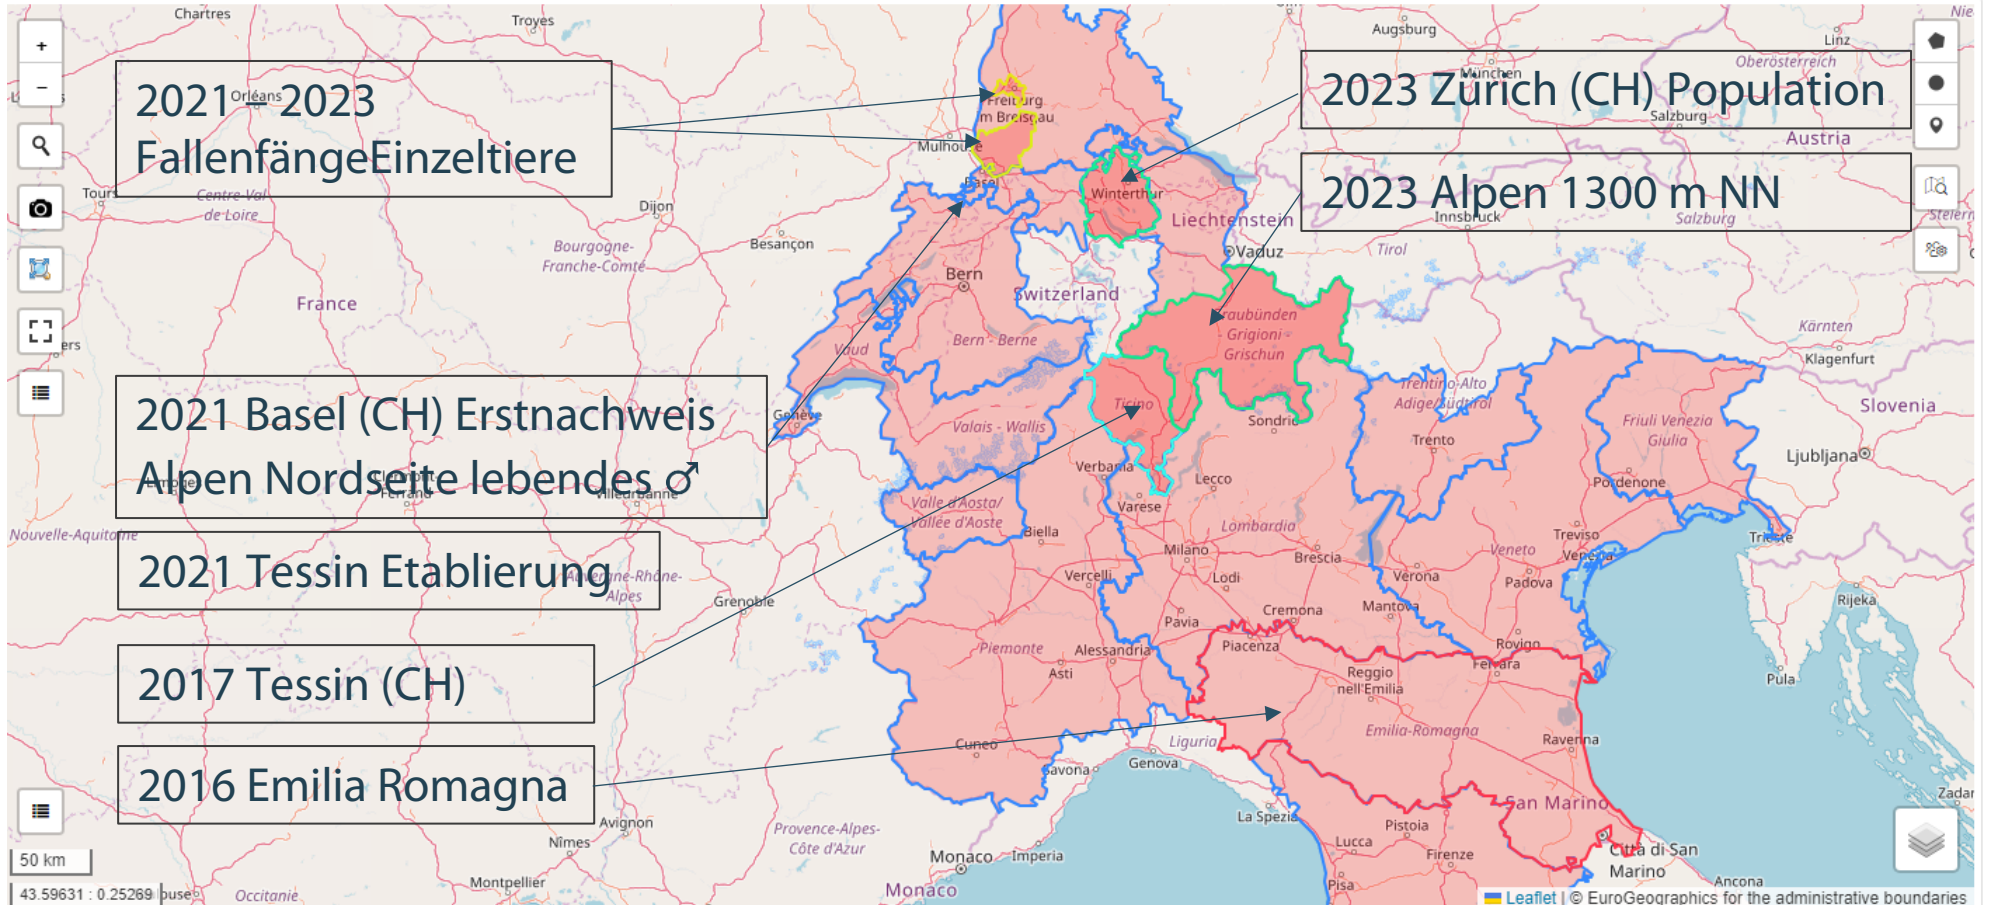 2021 – 2023
FallenfängeEinzeltiere
2023 Zürich (CH) Population
2023 Alpen 1300 m NN
2021 Basel (CH) Erstnachweis
Alpen Nordseite lebendes ♂
2021 Tessin Etablierung
2017 Tessin (CH)
2016 Emilia Romagna
Chartres
Troyes
Augsburg
Linz
Oberösterreich
München
Salzburg
Austria
Orléans
Freiburg
Mulhouse
Basel
Winterthur
Liechtenstein
Vaduz
Innsbruck
Salzburg
Tirol
Tours
Centre-Val
de Loire
Dijon
Besançon
Bourgogne-
Franche-Comté
France
Bern
Switzerland
Bern - Berne
Vaud
Genève
Graubünden
- Grigioni -
Grischun
Kärnten
Klagenfurt
Ticino
Sondrio
Trentino-Alto
Adige/Südtirol
Trento
Friuli Venezia
Giulia
Slovenia
Ljubljana
Pordenone
Valais - Wallis
Verbania
Lecco
Varese
Valle d'Aosta/
Vallée d'Aoste
Biella
Lombardia
Milano
Brescia
Veneto
Treviso
Venezia
Trieste
Nouvelle-Aquitaine
Clermont-
Ferrand
Villeurbanne
Auvergne-Rhône-
Alpes
Grenoble
Vercelli
Lodi
Verona
Padova
Rijeka
Cremona
Mantova
Pavia
Piacenza
Rovigo
Ferrara
Piemonte
Alessandria
Asti
Reggio
nell'Emilia
Pula
Emilia-Romagna
Ravenna
Cuneo
Liguria
Savona
Genova
San Marino
La Spezia
Pistoia
Lucca
Firenze
Città di San
Marino
Zadar
Avignon
Nîmes
Provence-Alpes-
Côte d'Azur
Monaco
Imperia
Monaco
Montpellier
Occitanie
Pisa
Ancona
50 km
43.59631 : 0.25269
Leaflet | © EuroGeographics for the administrative boundaries